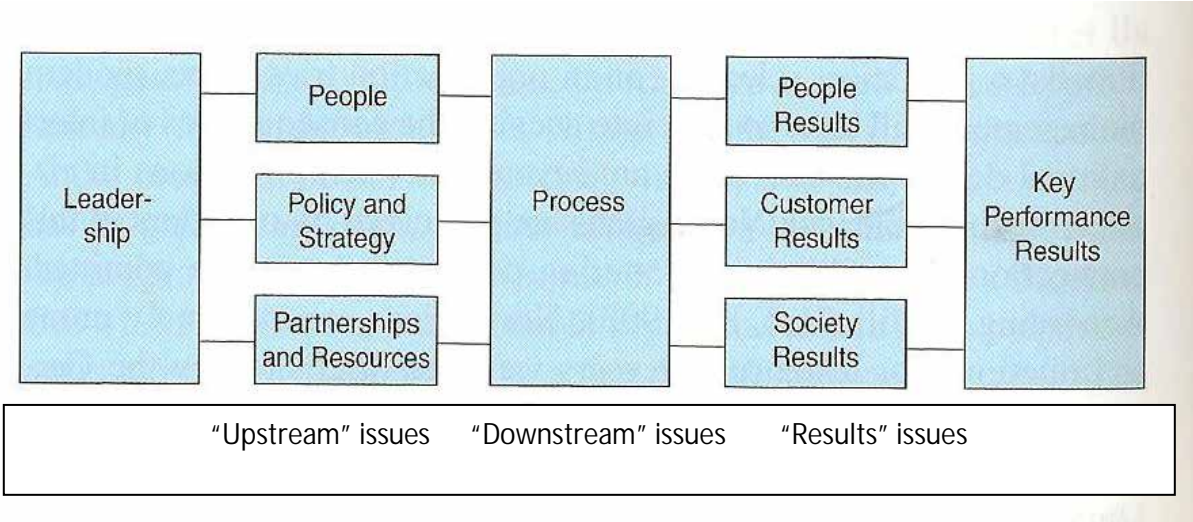 Leader-
ship
People
Policy and
Strategy
Partnerships
and Resources
Process
People
Results
Customer
Results
Society
Results
Key
Performance
Results
"Upstream" issues "Downstream" issues "Results" issues